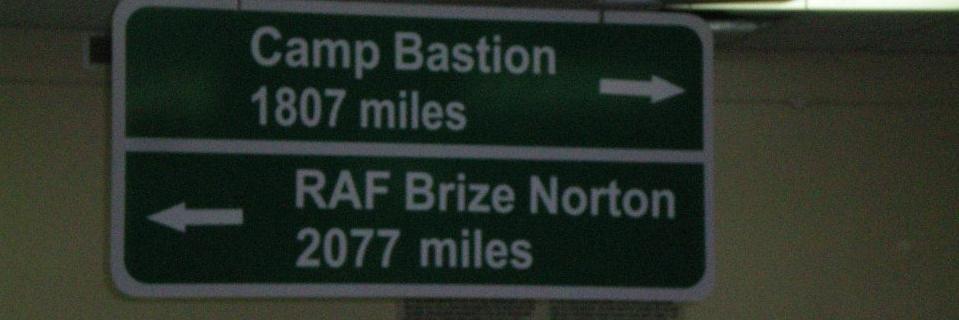 Camp Bastion
1807 miles
RAF Brize Norton
2077 miles